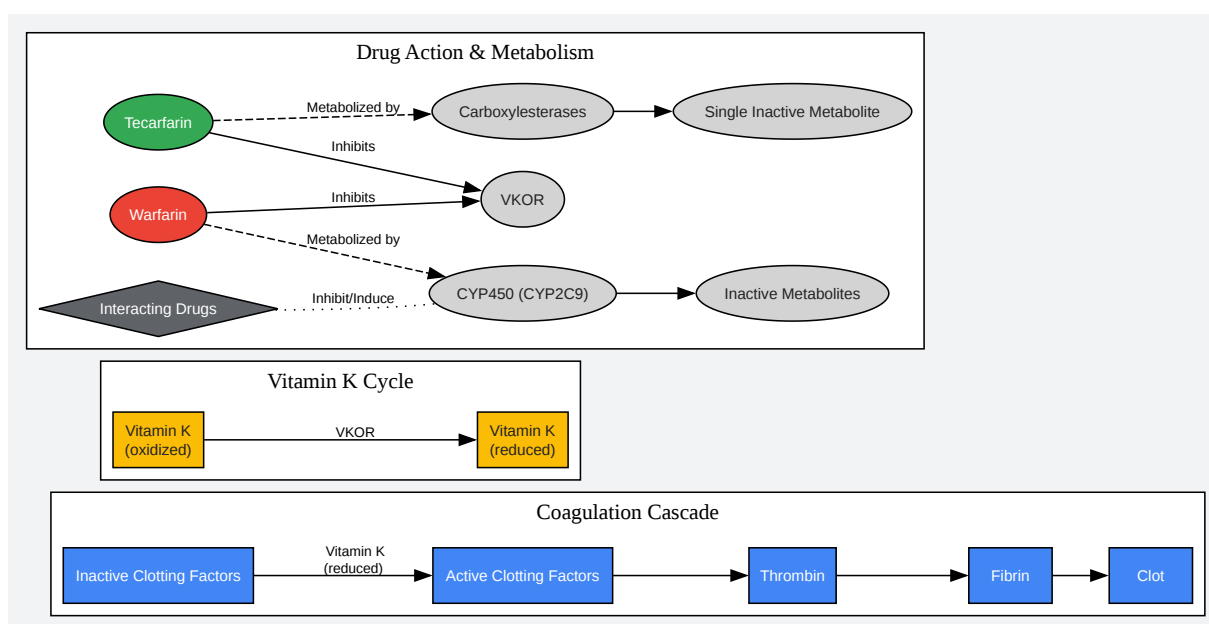 Drug Action & Metabolism
Tecarfarin
Metabolized by
Carboxylesterases
Single Inactive Metabolite
Inhibits
VKOR
Warfarin
Inhibits
Metabolized by
CYP450 (CYP2C9)
Inactive Metabolites
Interacting Drugs
Inhibit/Induce
Vitamin K Cycle
Vitamin K
(oxidized)
VKOR
Vitamin K
(reduced)
Coagulation Cascade
Inactive Clotting Factors
Vitamin K
(reduced)
Active Clotting Factors
Thrombin
Fibrin
Clot